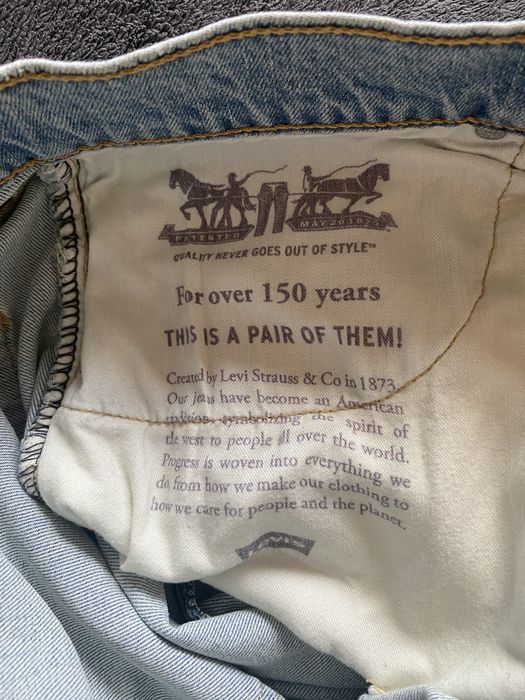 PATENTED MAY 20 1873
QUALITY NEVER GOES OUT OF STYLE™
For over 150 years
THIS IS A PAIR OF THEM!
Created by Levi Strauss & Co in 1873.
Our jeans have become an American
tradition, symbolizing the spirit of
the west to people all over the world.
Progress is woven into everything we
do, from how we make our clothing to
how we care for people and the planet.
LEVI'S